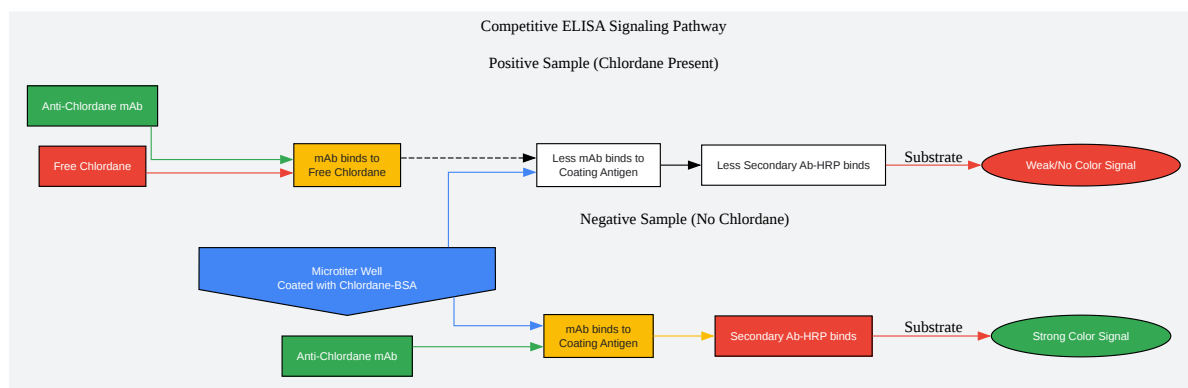 Competitive ELISA Signaling Pathway
Positive Sample (Chlordane Present)
Anti-Chlordane mAb
Free Chlordane
mAb binds to
Free Chlordane
Less mAb binds to
Coating Antigen
Less Secondary Ab-HRP binds
Substrate
Weak/No Color Signal
Negative Sample (No Chlordane)
Microtiter Well
Coated with Chlordane-BSA
Anti-Chlordane mAb
mAb binds to
Coating Antigen
Secondary Ab-HRP binds
Substrate
Strong Color Signal